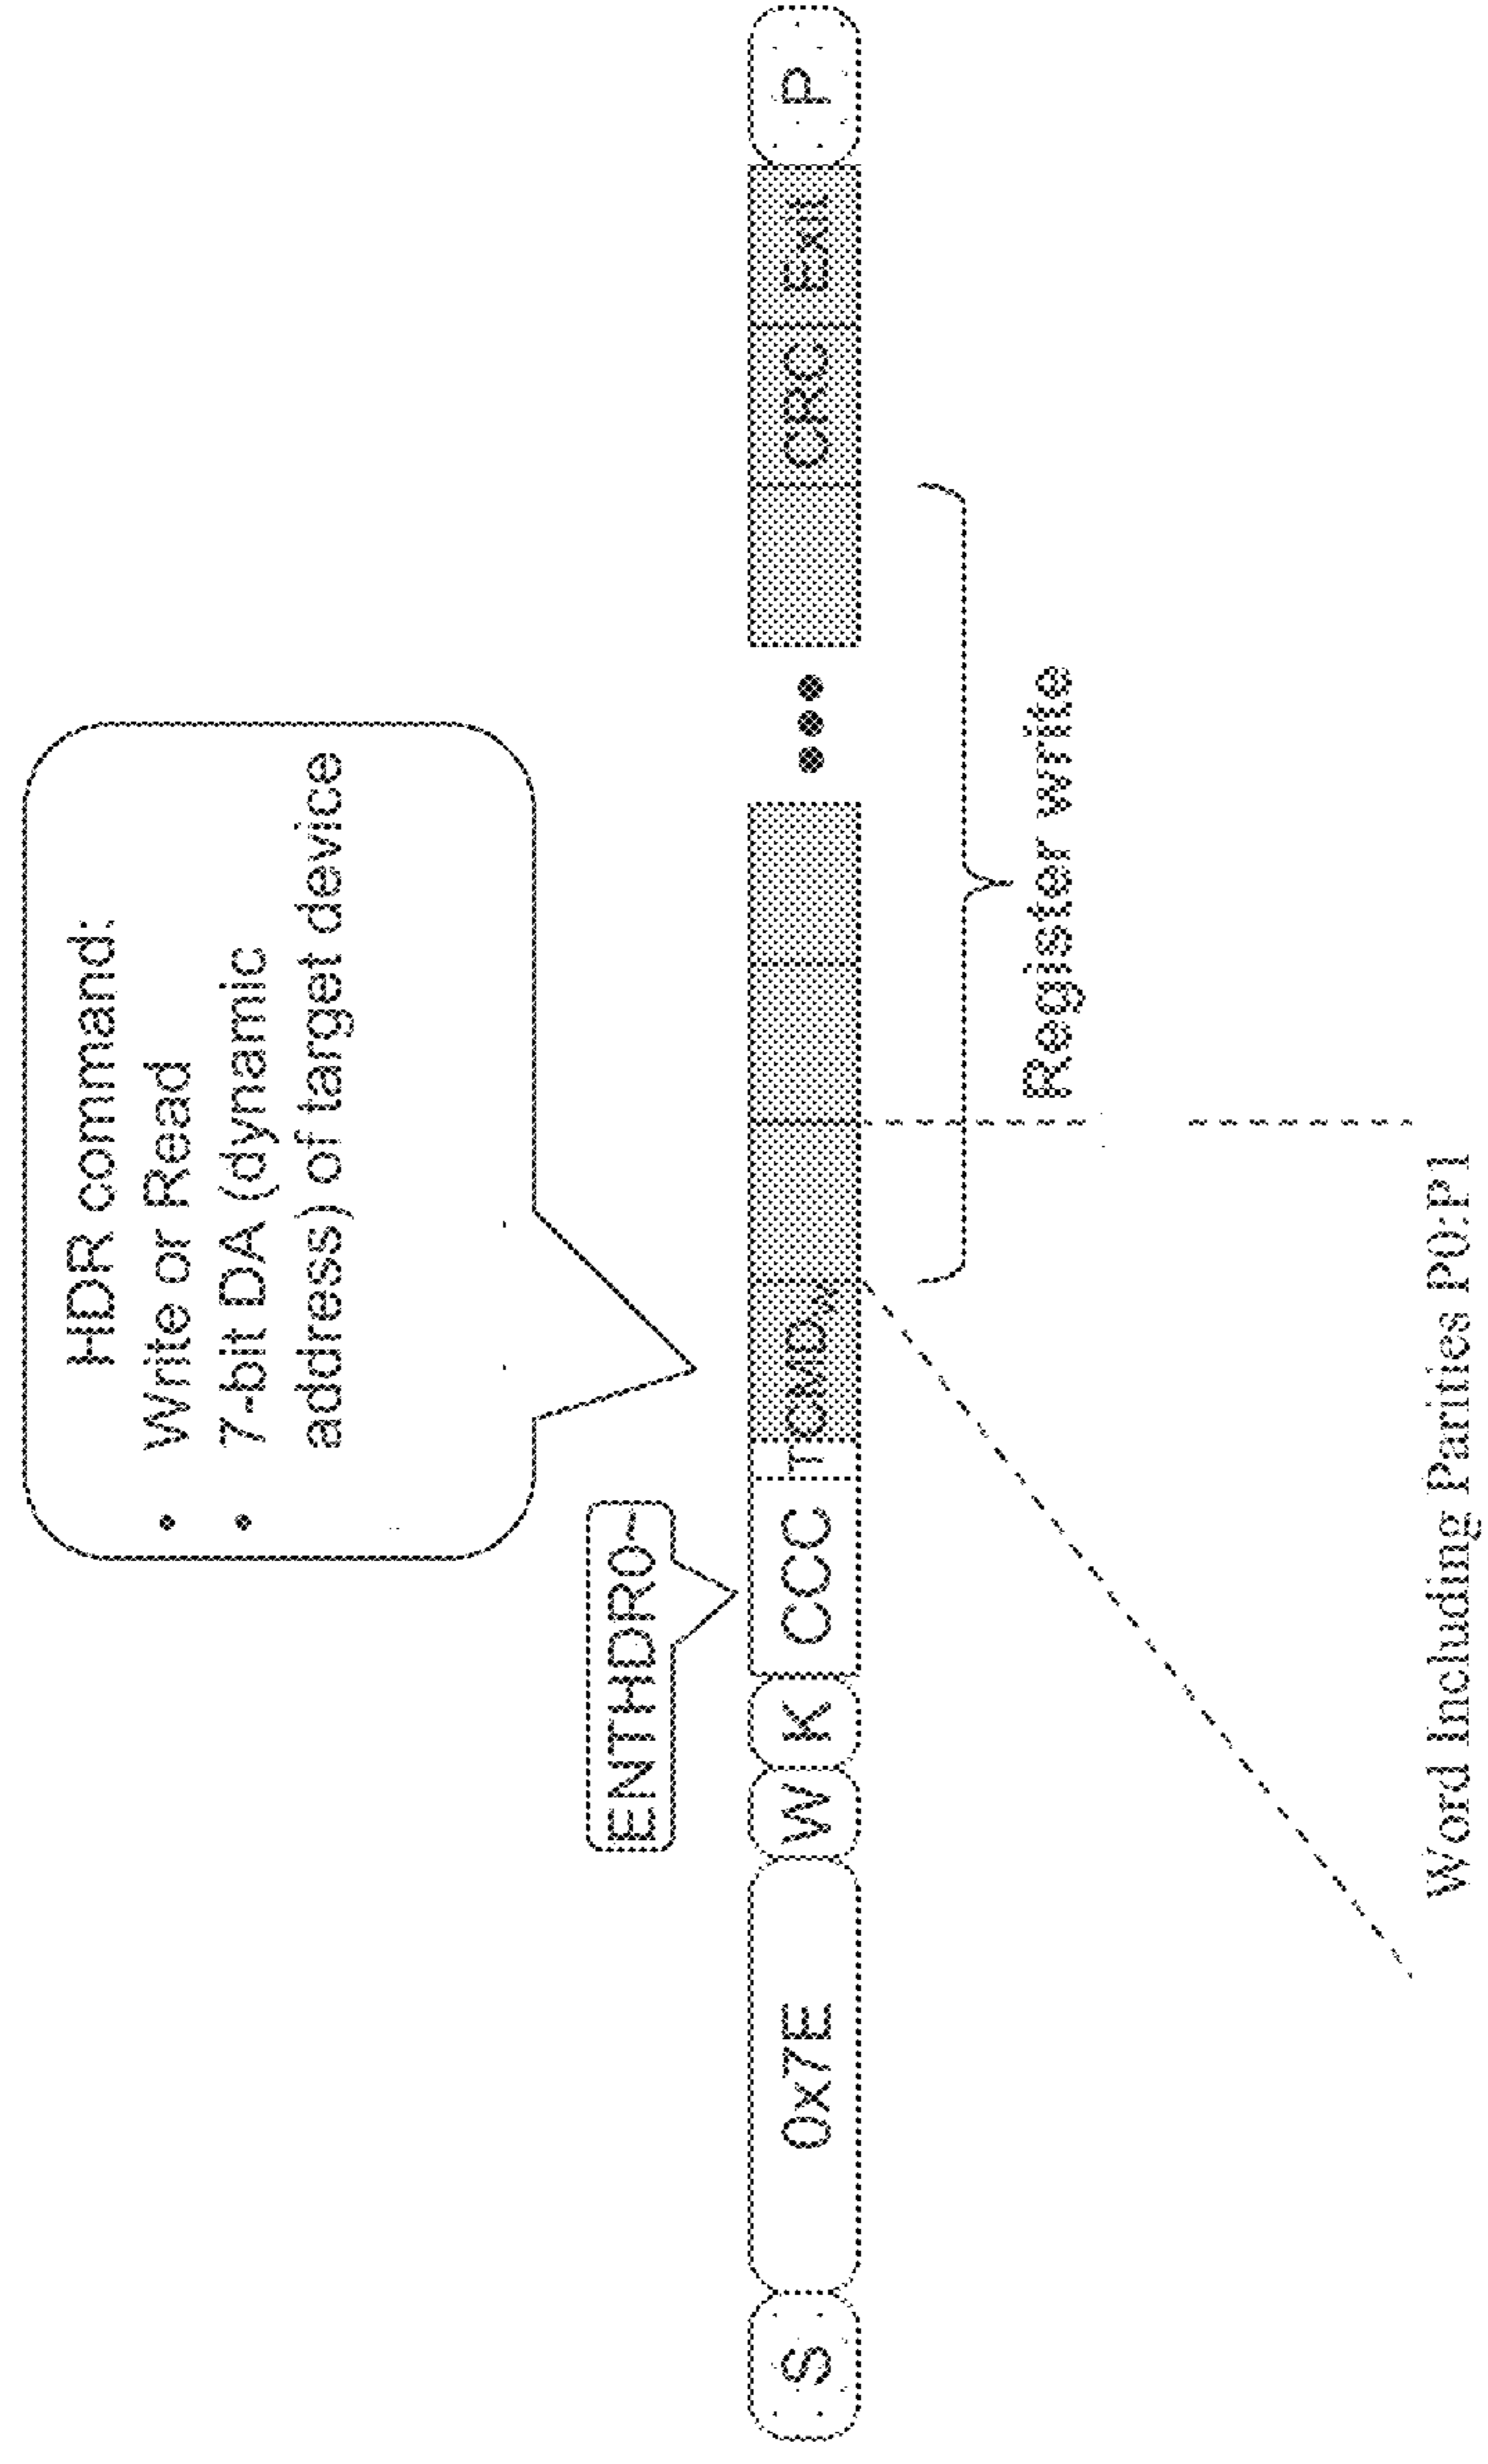 HDR command:
• Write or Read
• 7-bit DA (dynamic
address) of target device
ENTHDR0–
S 0x7E W K CCC T CMD ••• CRC Exit P
Register write
Word Including Parities P0:P1